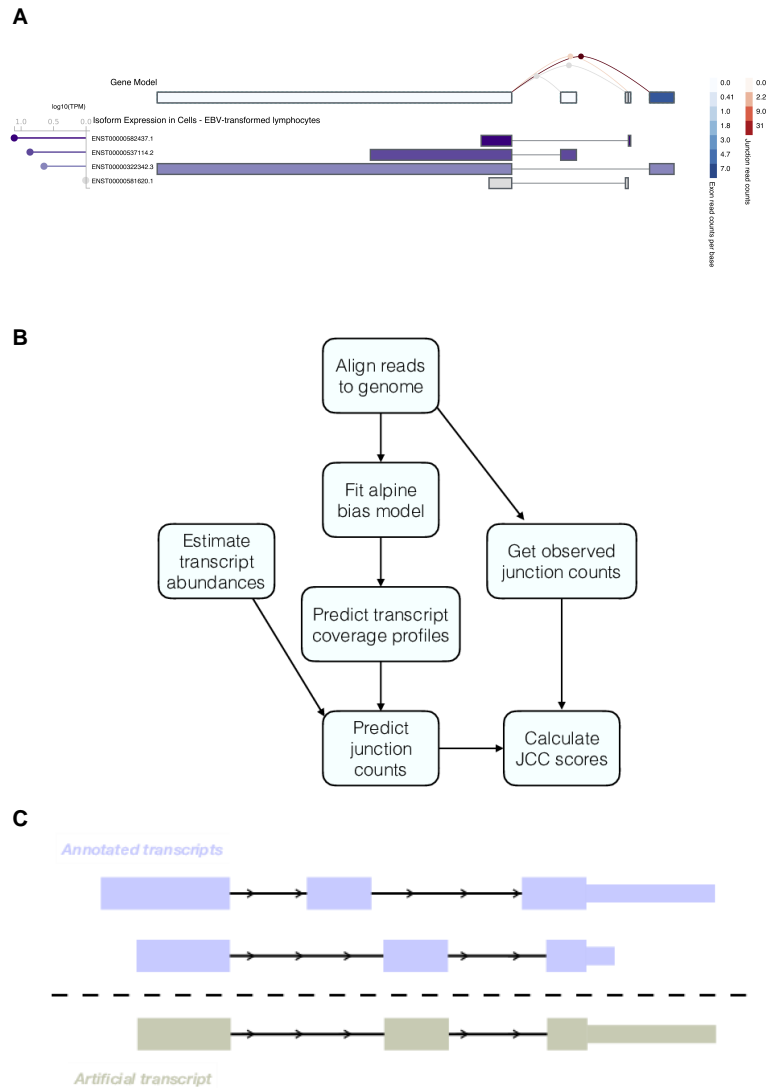 A
Gene Model
log10(TPM)
1.0 0.5 0.0
Isoform Expression in Cells - EBV-transformed lymphocytes
ENST00000582437.1
ENST00000537114.2
ENST00000322342.3
ENST00000581620.1
0.0
0.41
1.0
1.8
3.0
4.7
7.0
Exon read counts per base
0.0
2.2
9.0
31
Junction read counts
B
Align reads
to genome
Fit alpine
bias model
Estimate
transcript
abundances
Get observed
junction counts
Predict transcript
coverage profiles
Predict
junction
counts
Calculate
JCC scores
C
Annotated transcripts
Artificial transcript